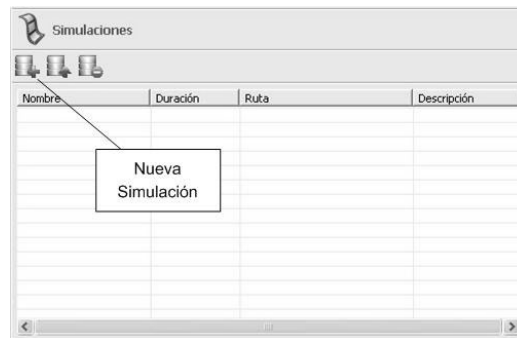 Simulaciones
Nombre Duración Ruta Descripción
Nueva
Simulación